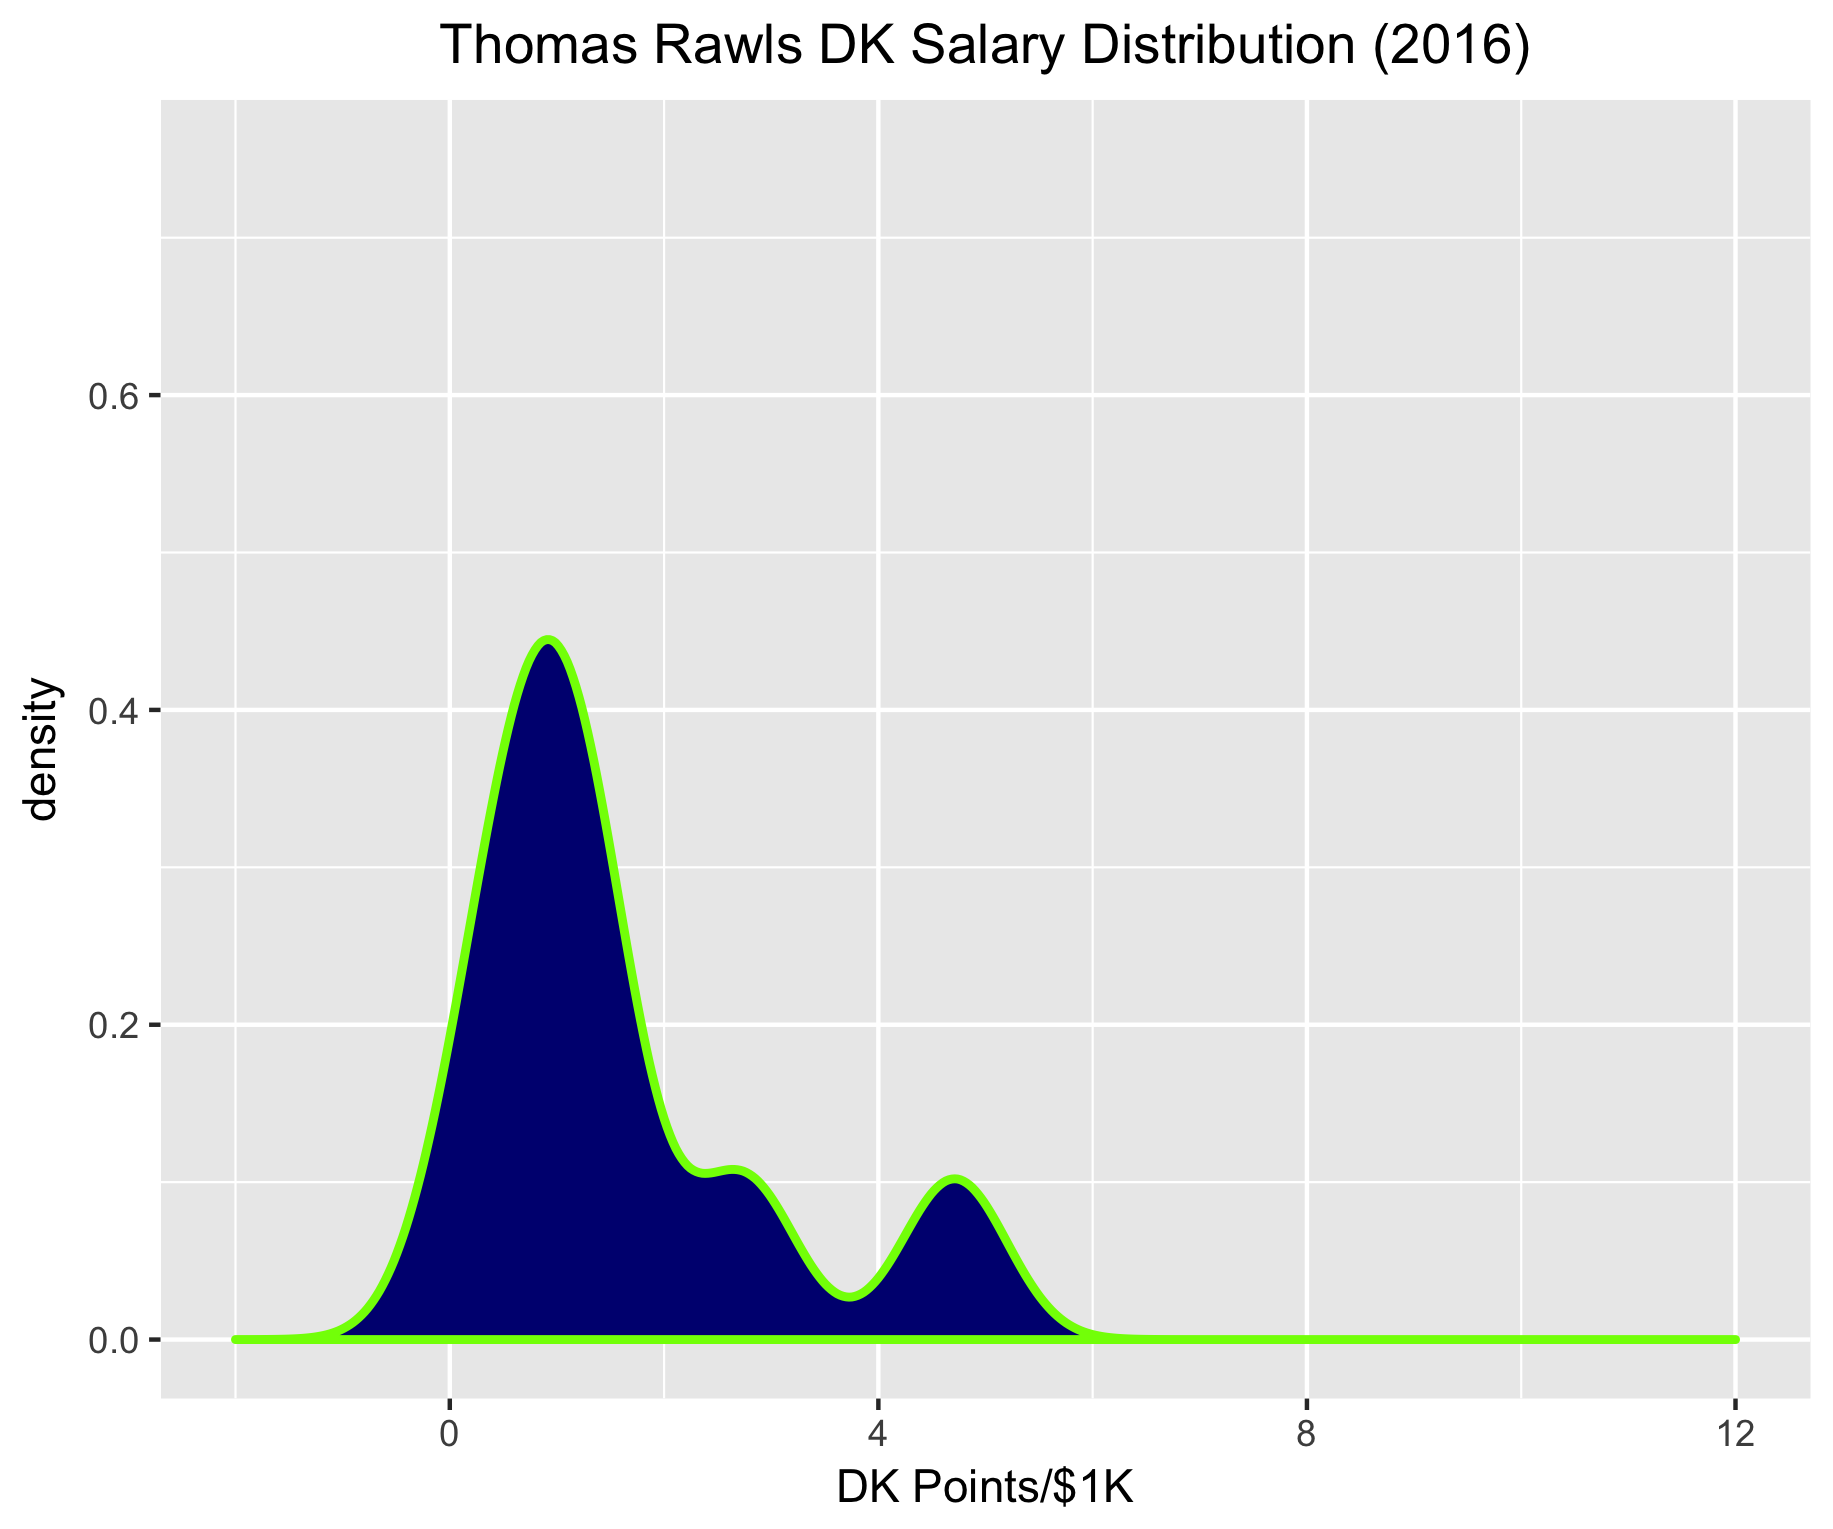 Thomas Rawls DK Salary Distribution (2016)
density
0.6
0.4
0.2
0.0
0 4 8 12
DK Points/$1K